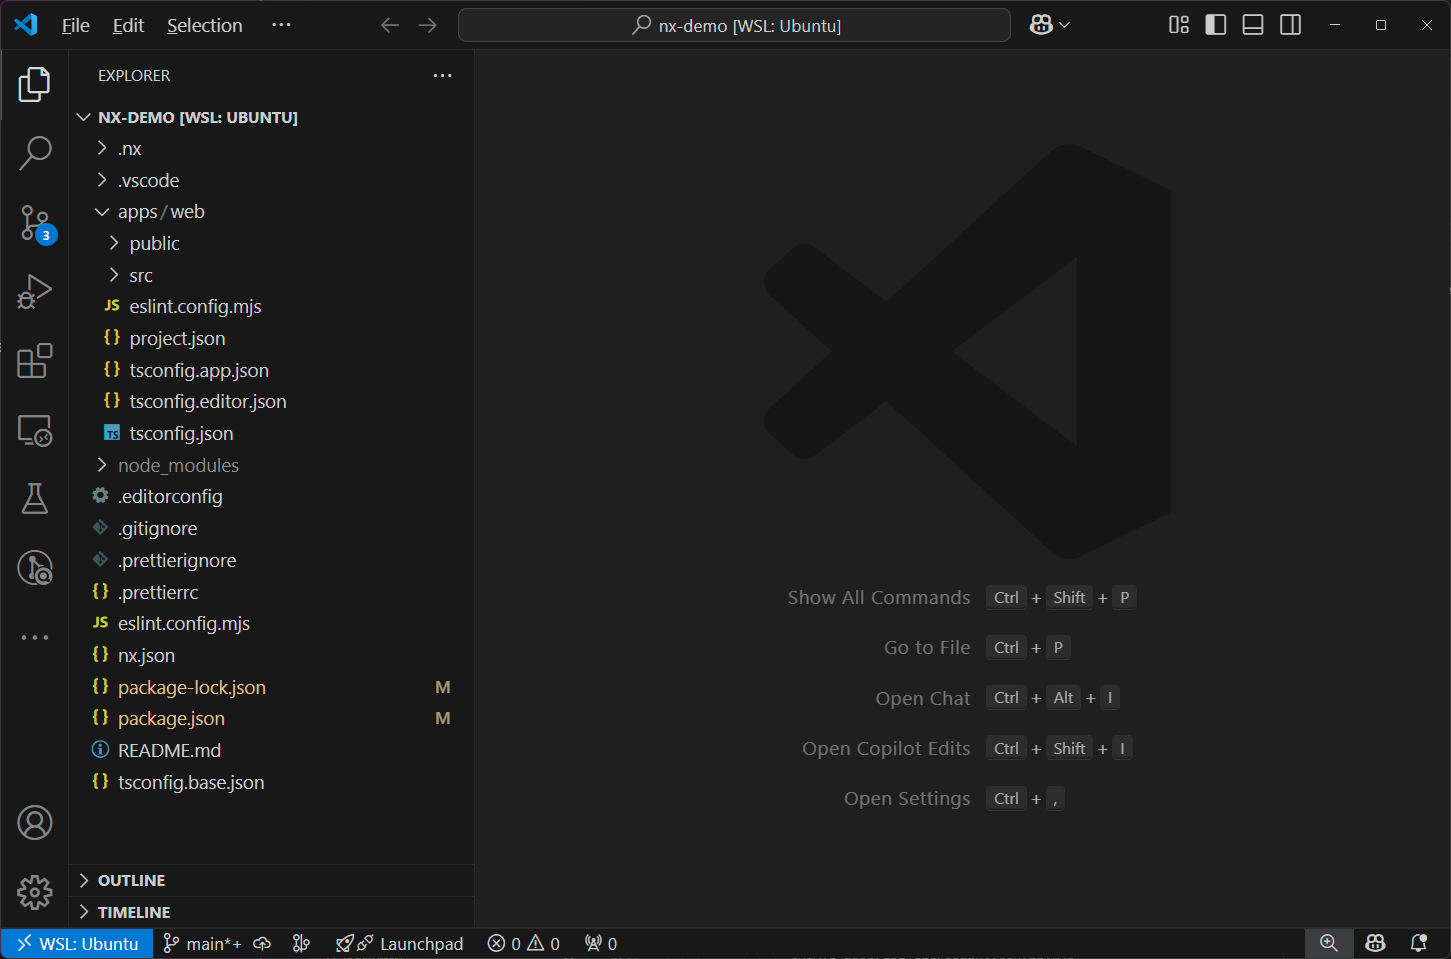 File Edit Selection ···
nx-demo [WSL: Ubuntu]
EXPLORER
NX-DEMO [WSL: UBUNTU]
.nx
.vscode
apps/web
public
src
JS eslint.config.mjs
{} project.json
{} tsconfig.app.json
{} tsconfig.editor.json
TS tsconfig.json
node_modules
.editorconfig
.gitignore
.prettierignore
{} .prettierrc
JS eslint.config.mjs
{} nx.json
{} package-lock.json M
{} package.json M
README.md
{} tsconfig.base.json
OUTLINE
TIMELINE
3
Show All Commands Ctrl + Shift + P
Go to File Ctrl + P
Open Chat Ctrl + Alt + I
Open Copilot Edits Ctrl + Shift + I
Open Settings Ctrl + ,
WSL: Ubuntu main*+ Launchpad 0 0 0